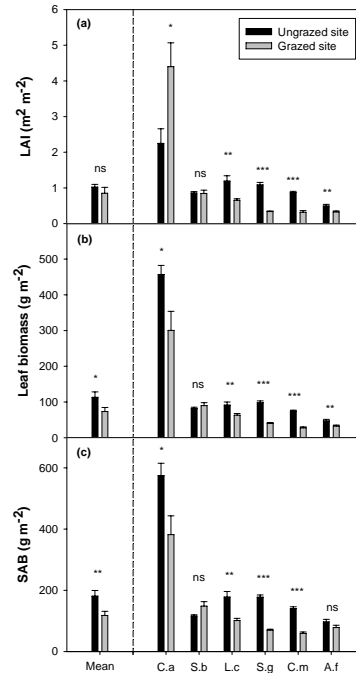 (a)
Ungrazed site
Grazed site
LAI (m² m⁻²)
6
5
4
3
2
1
0
ns
*
ns
**
***
***
**
(b)
Leaf biomass (g m⁻²)
500
400
300
200
100
0
*
*
ns
**
***
***
**
(c)
SAB (g m⁻²)
600
400
200
0
**
*
ns
**
***
***
ns
Mean C.a S.b L.c S.g C.m A.f